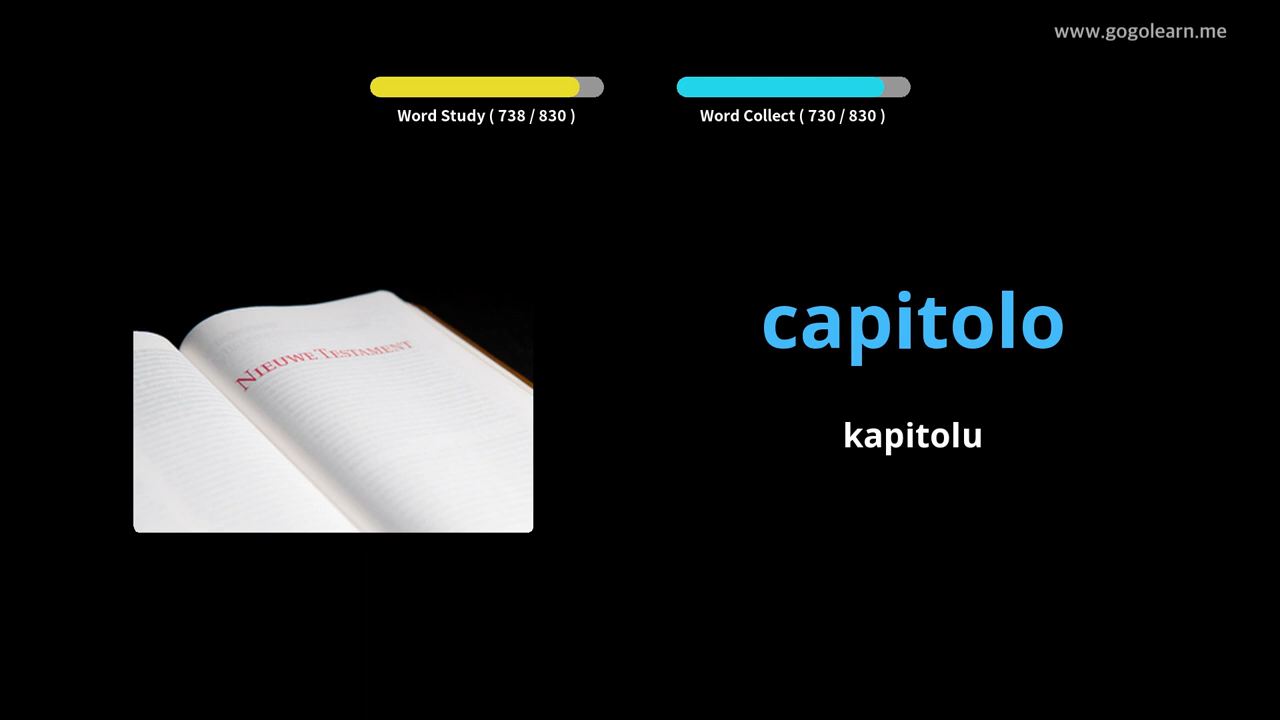 www.gogolearn.me
Word Study ( 738 / 830 )
Word Collect ( 730 / 830 )
NIEUWE TESTAMENT
capitolo
kapitolu